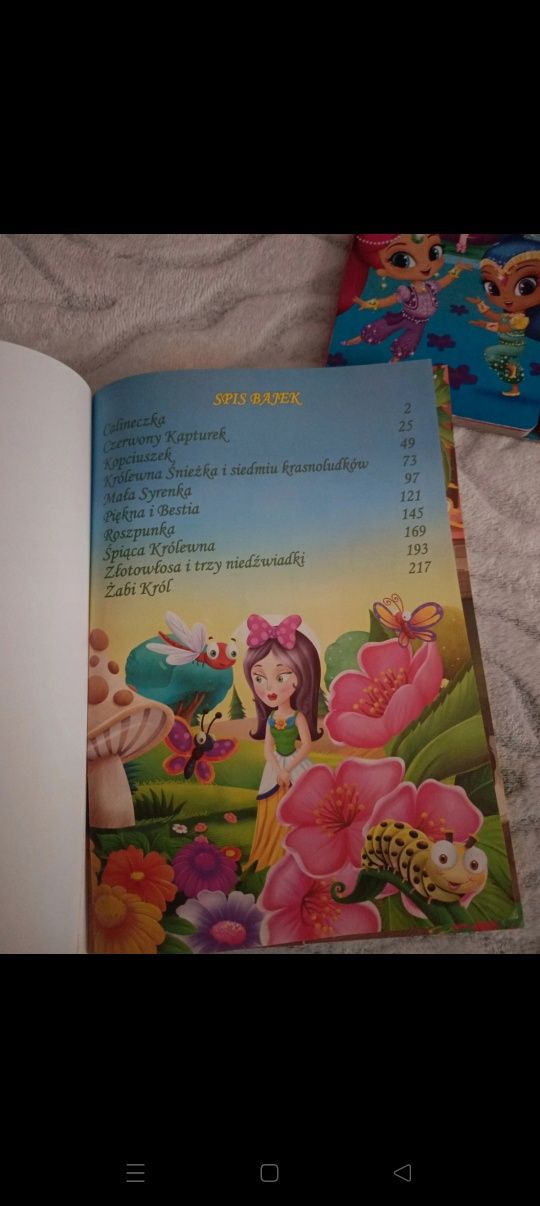 SPIS BAJEK
Calineczka 2
Czerwony Kapturek 25
Kopciuszek 49
Królewna Śnieżka i siedmiu krasnoludków 73
Mała Syrenka 97
Piękna i Bestia 121
Roszpunka 145
Śpiąca Królewna 169
Złotowłosa i trzy niedźwiadki 193
Żabi Król 217